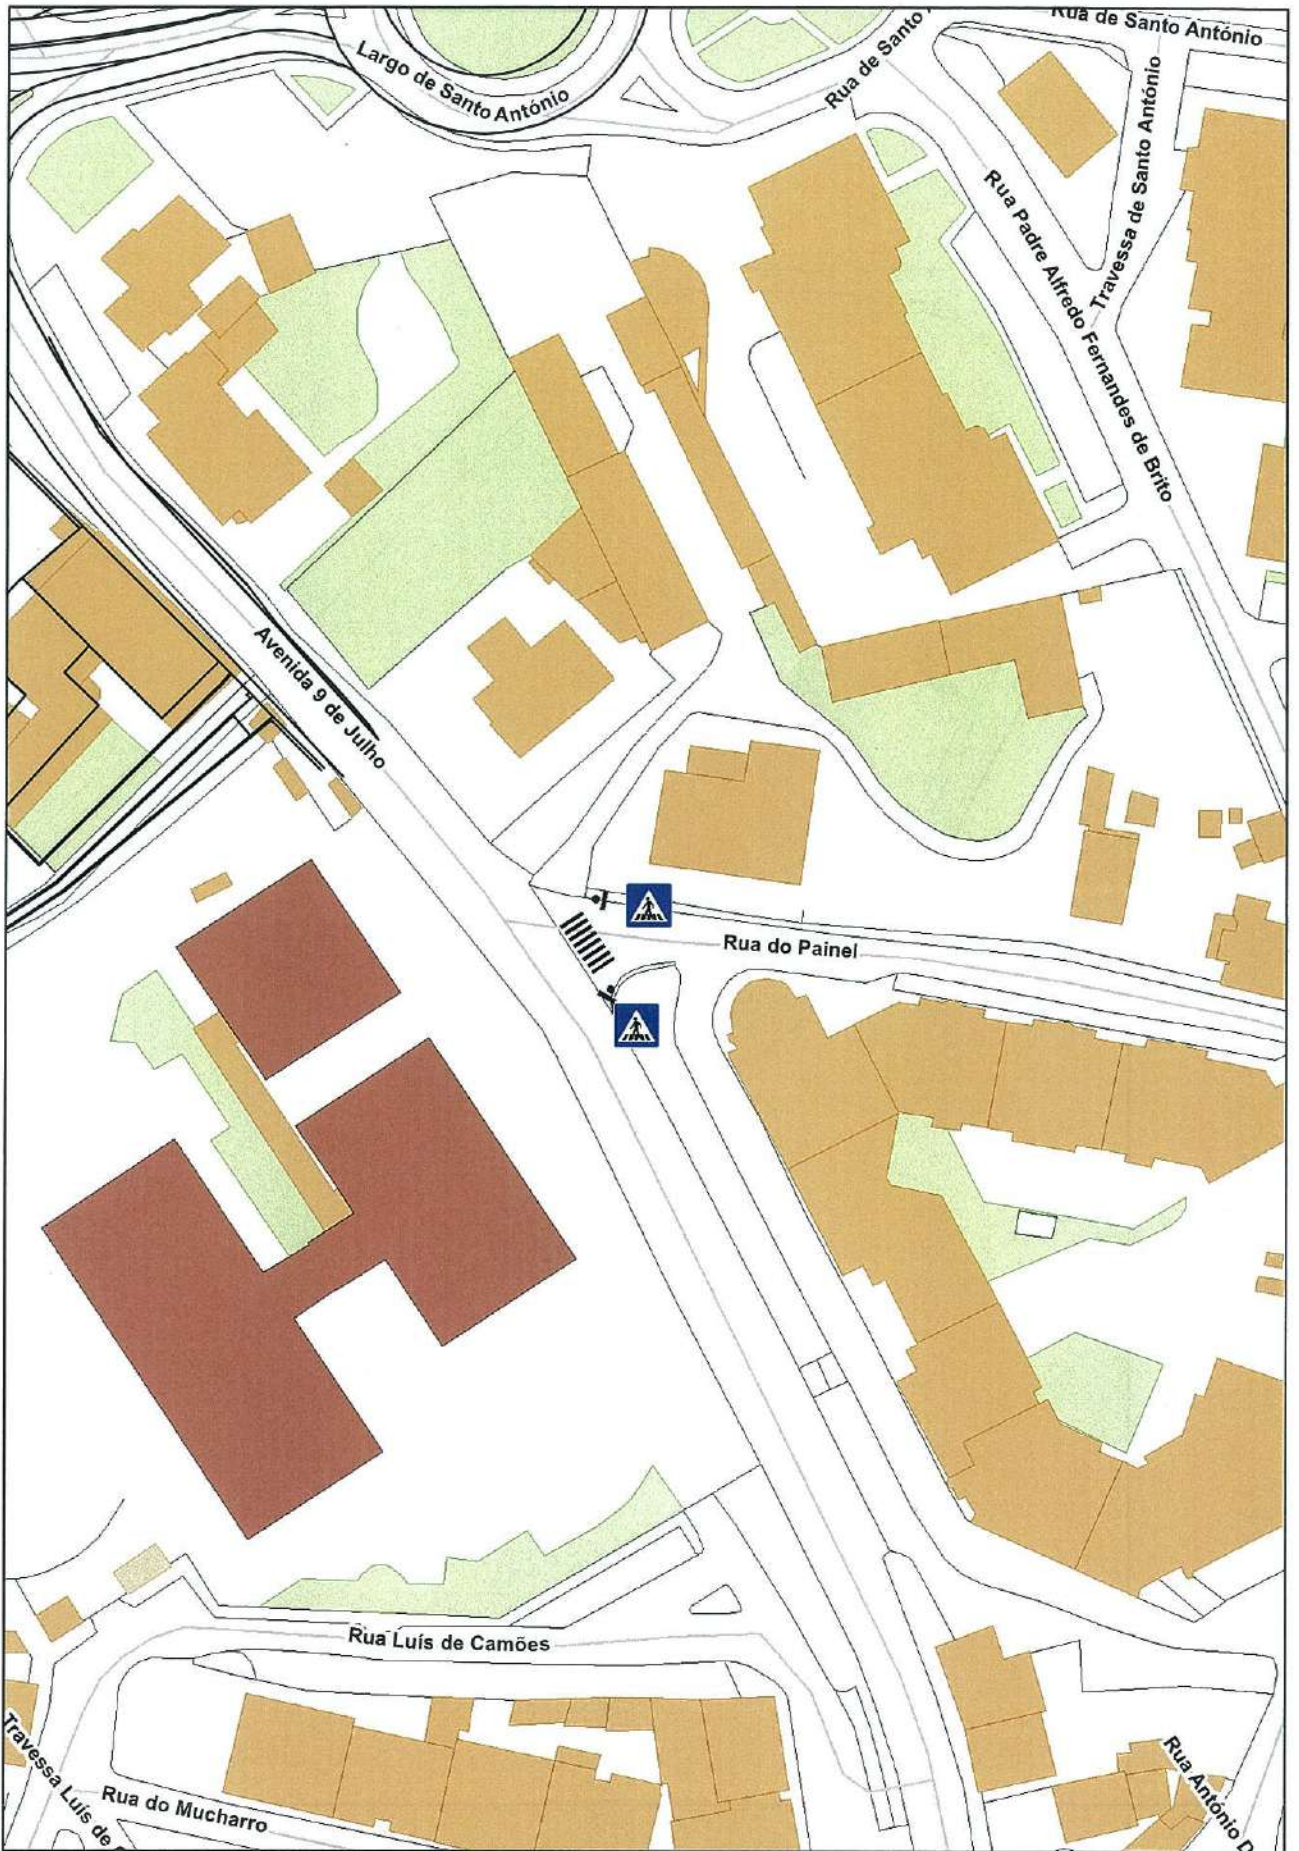 Rua de Santo António
Largo de Santo António
Rua de Santo
Travessa de Santo António
Rua Padre Alfredo Fernandes de Brito
Avenida 9 de Julho
Rua do Painel
Rua Luís de Camões
Travessa Luís de
Rua do Mucharro
Rua António D